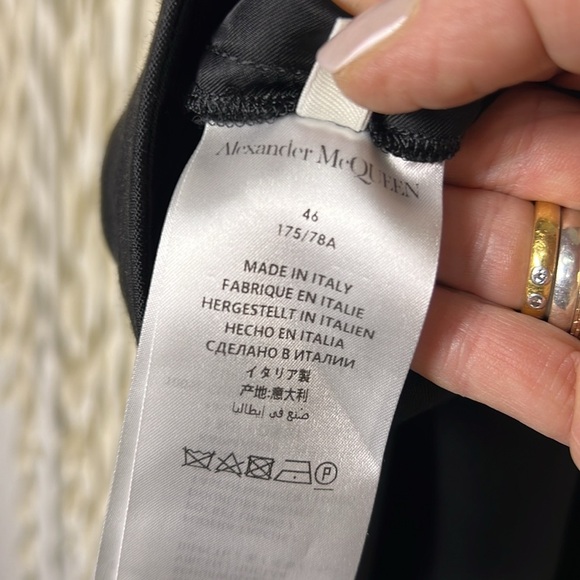 Alexander McQUEEN
46
175/78A
MADE IN ITALY
FABRIQUE EN ITALIE
HERGESTELLT IN ITALIEN
HECHO EN ITALIA
СДЕЛАНО В ИТАЛИИ
イタリア製
产地:意大利
صنع في إيطاليا
P